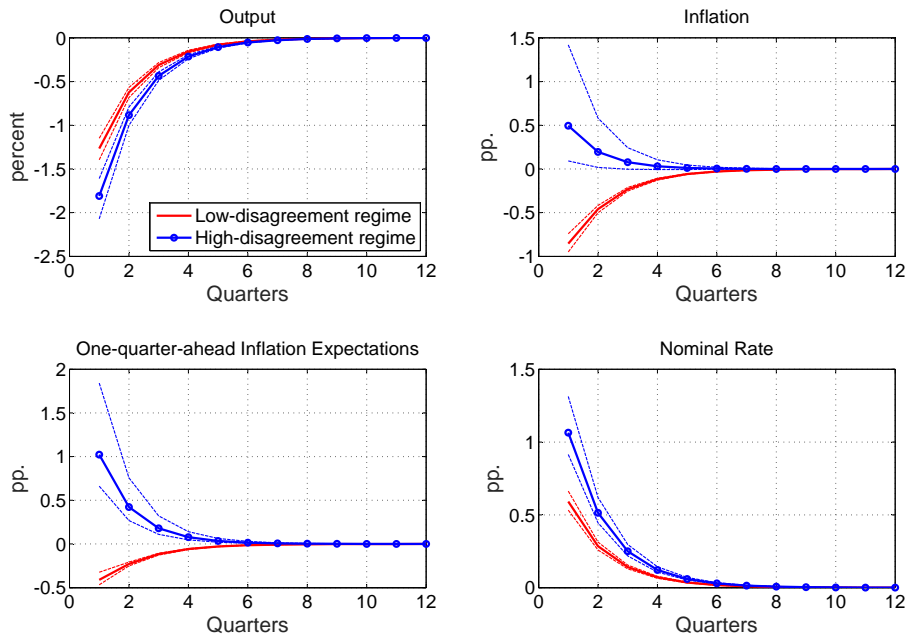 Output
0
-0.5
-1
-1.5
-2
-2.5
percent
Low-disagreement regime
High-disagreement regime
0 2 4 6 8 10 12
Quarters
Inflation
1.5
1
0.5
0
-0.5
-1
pp.
0 2 4 6 8 10 12
Quarters
One-quarter-ahead Inflation Expectations
2
1.5
1
0.5
0
-0.5
pp.
0 2 4 6 8 10 12
Quarters
Nominal Rate
1.5
1
0.5
0
pp.
0 2 4 6 8 10 12
Quarters